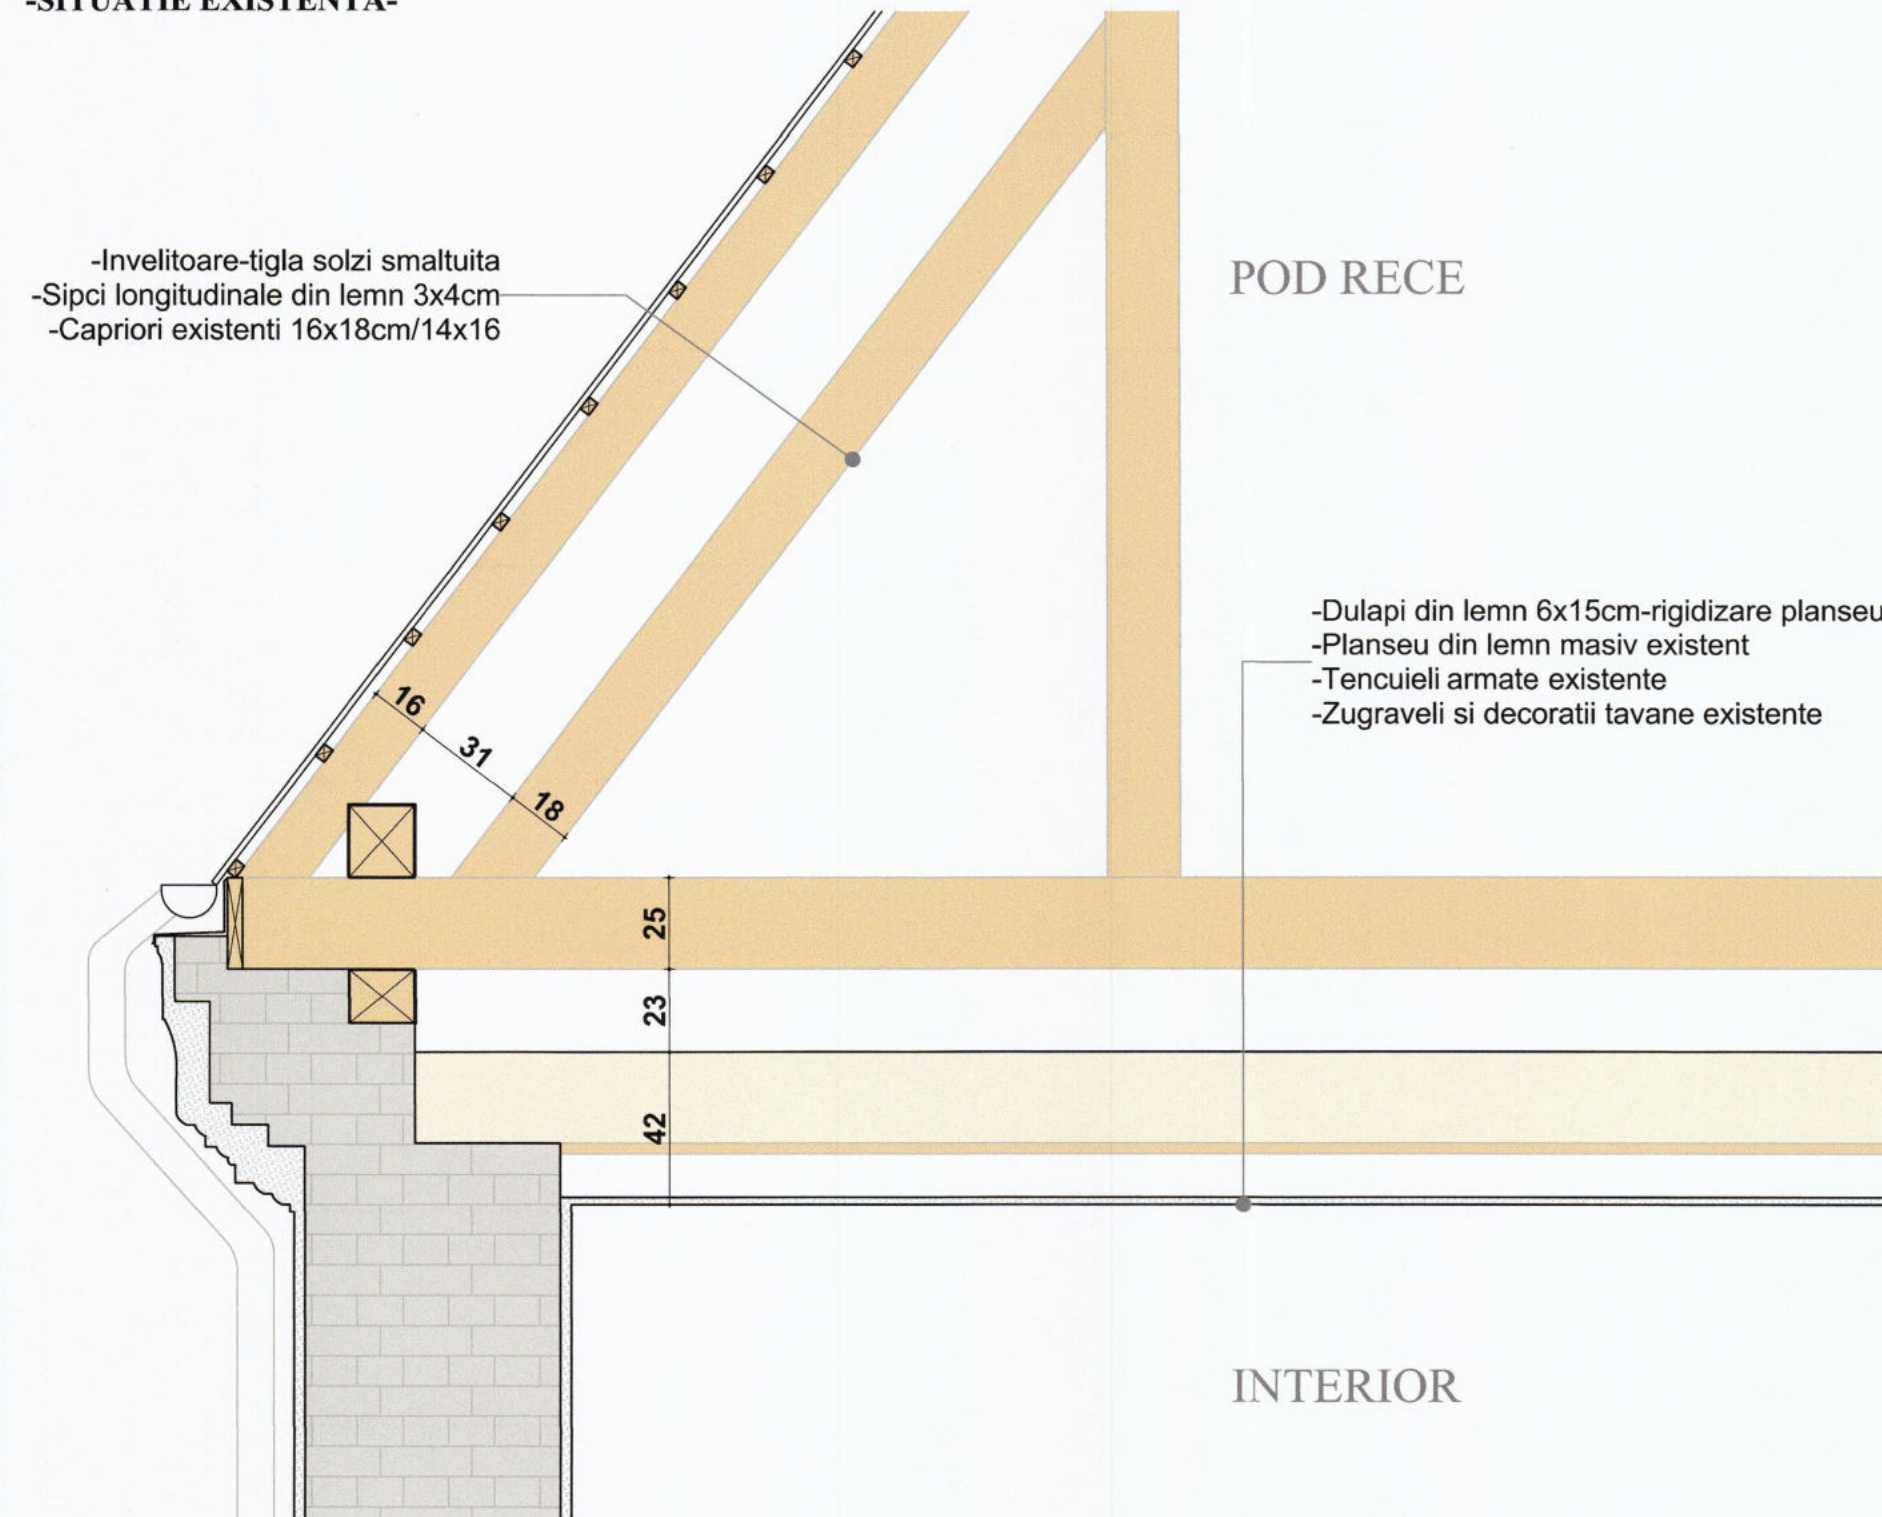 -SITUATIE EXISTENTA-
-Invelitoare-tigla solzi smaltuita
-Sipci longitudinale din lemn 3x4cm
-Capriori existenti 16x18cm/14x16
POD RECE
-Dulapi din lemn 6x15cm-rigidizare planseu
-Planseu din lemn masiv existent
-Tencuieli armate existente
-Zugraveli si decoratii tavane existente
16
31
18
25
23
42
INTERIOR